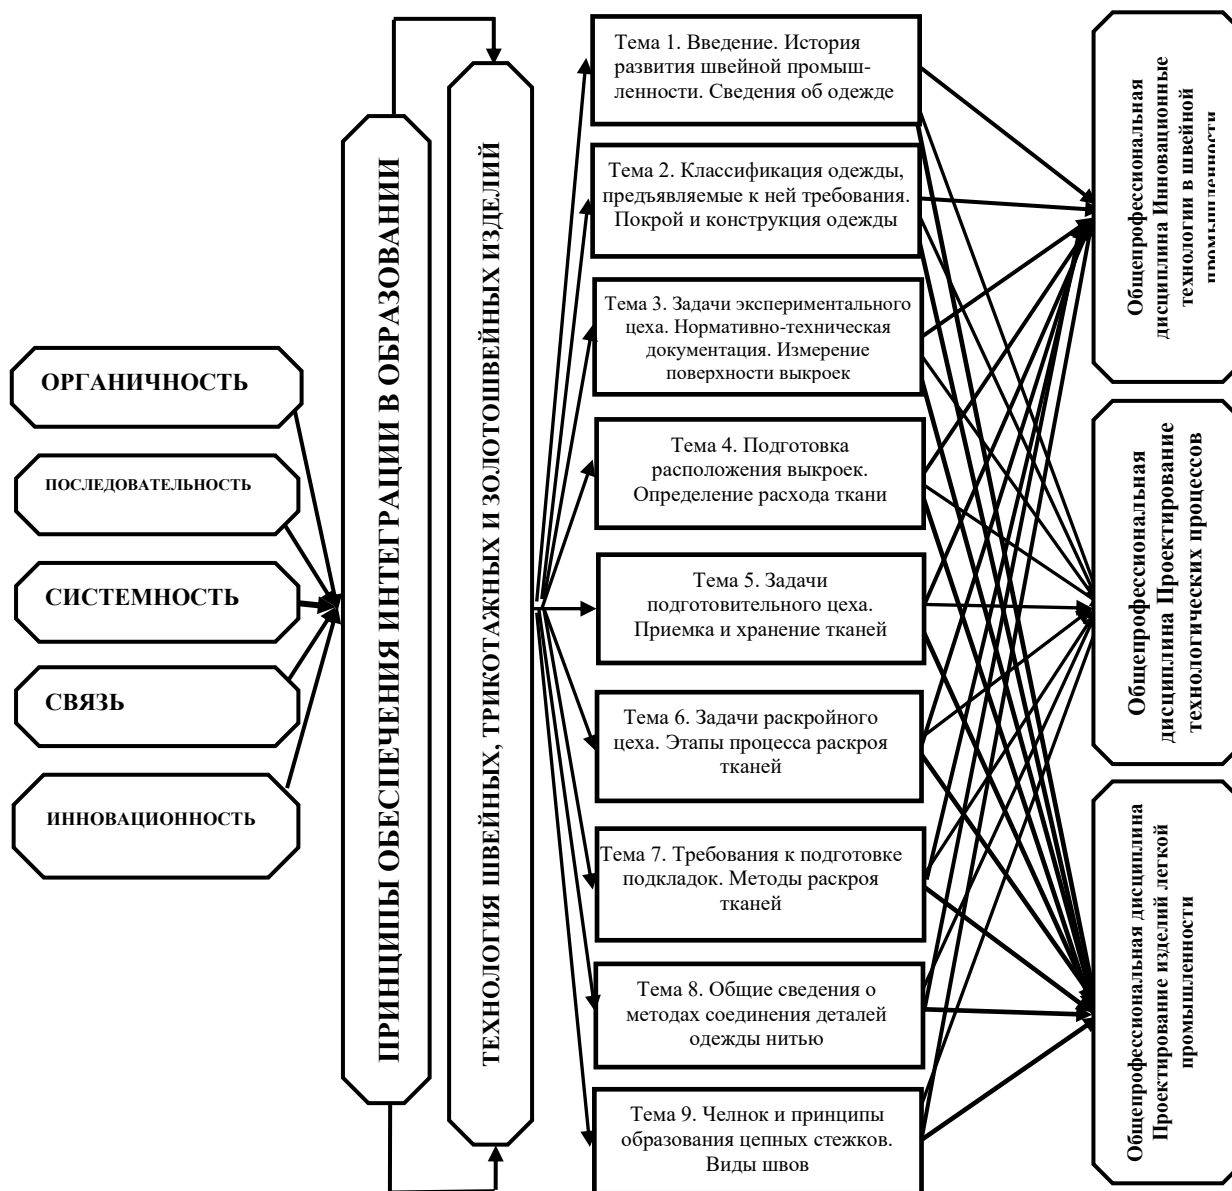 ОРГАНИЧНОСТЬ
ПОСЛЕДОВАТЕЛЬНОСТЬ
СИСТЕМНОСТЬ
СВЯЗЬ
ИННОВАЦИОННОСТЬ
ПРИНЦИПЫ ОБЕСПЕЧЕНИЯ ИНТЕГРАЦИИ В ОБРАЗОВАНИИ
ТЕХНОЛОГИЯ ШВЕЙНЫХ, ТРИКОТАЖНЫХ И ЗОЛОТОШВЕЙНЫХ ИЗДЕЛИЙ
Тема 1. Введение. История
развития швейной промыш-
ленности. Сведения об одежде
Тема 2. Классификация одежды,
предъявляемые к ней требования.
Покрой и конструкция одежды
Тема 3. Задачи экспериментального
цеха. Нормативно-техническая
документация. Измерение
поверхности выкроек
Тема 4. Подготовка
расположения выкроек.
Определение расхода ткани
Тема 5. Задачи
подготовительного цеха.
Приемка и хранение тканей
Тема 6. Задачи раскройного
цеха. Этапы процесса раскроя
тканей
Тема 7. Требования к подготовке
подкладок. Методы раскроя
тканей
Тема 8. Общие сведения о
методах соединения деталей
одежды нитью
Тема 9. Челнок и принципы
образования цепных стежков.
Виды швов
Общепрофессиональная
дисциплина Инновационные
технологии в швейной
промышленности
Общепрофессиональная
дисциплина Проектирование
технологических процессов
Общепрофессиональная дисциплина
Проектирование изделий легкой
промышленности